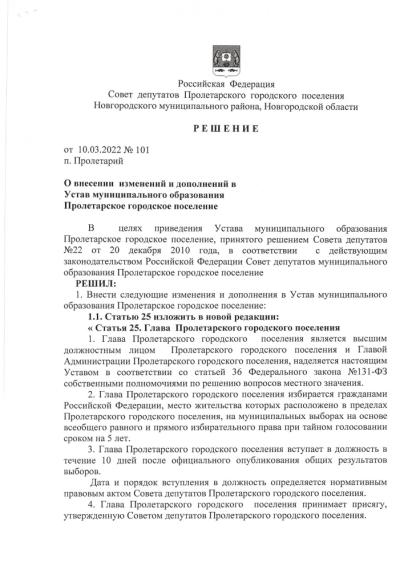 Российская Федерация
Совет депутатов Пролетарского городского поселения
Новгородского муниципального района, Новгородской области
Р Е Ш Е Н И Е
от 10.03.2022 № 101
п. Пролетарий
О внесении изменений и дополнений в
Устав муниципального образования
Пролетарское городское поселение
В целях приведения Устава муниципального образования
Пролетарское городское поселение, принятого решением Совета депутатов
№22 от 20 декабря 2010 года, в соответствии с действующим
законодательством Российской Федерации Совет депутатов муниципального
образования Пролетарское городское поселение
РЕШИЛ:
1. Внести следующие изменения и дополнения в Устав муниципального
образования Пролетарское городское поселение:
1.1. Статью 25 изложить в новой редакции:
« Статья 25. Глава Пролетарского городского поселения
1. Глава Пролетарского городского поселения является высшим
должностным лицом Пролетарского городского поселения и Главой
Администрации Пролетарского городского поселения, наделяется настоящим
Уставом в соответствии со статьей 36 Федерального закона №131-ФЗ
собственными полномочиями по решению вопросов местного значения.
2. Глава Пролетарского городского поселения избирается гражданами
Российской Федерации, место жительства которых расположено в пределах
Пролетарского городского поселения, на муниципальных выборах на основе
всеобщего равного и прямого избирательного права при тайном голосовании
сроком на 5 лет.
3. Глава Пролетарского городского поселения вступает в должность в
течение 10 дней после официального опубликования общих результатов
выборов.
Дата и порядок вступления в должность определяется нормативным
правовым актом Совета депутатов Пролетарского городского поселения.
4. Глава Пролетарского городского поселения принимает присягу,
утвержденную Советом депутатов Пролетарского городского поселения.